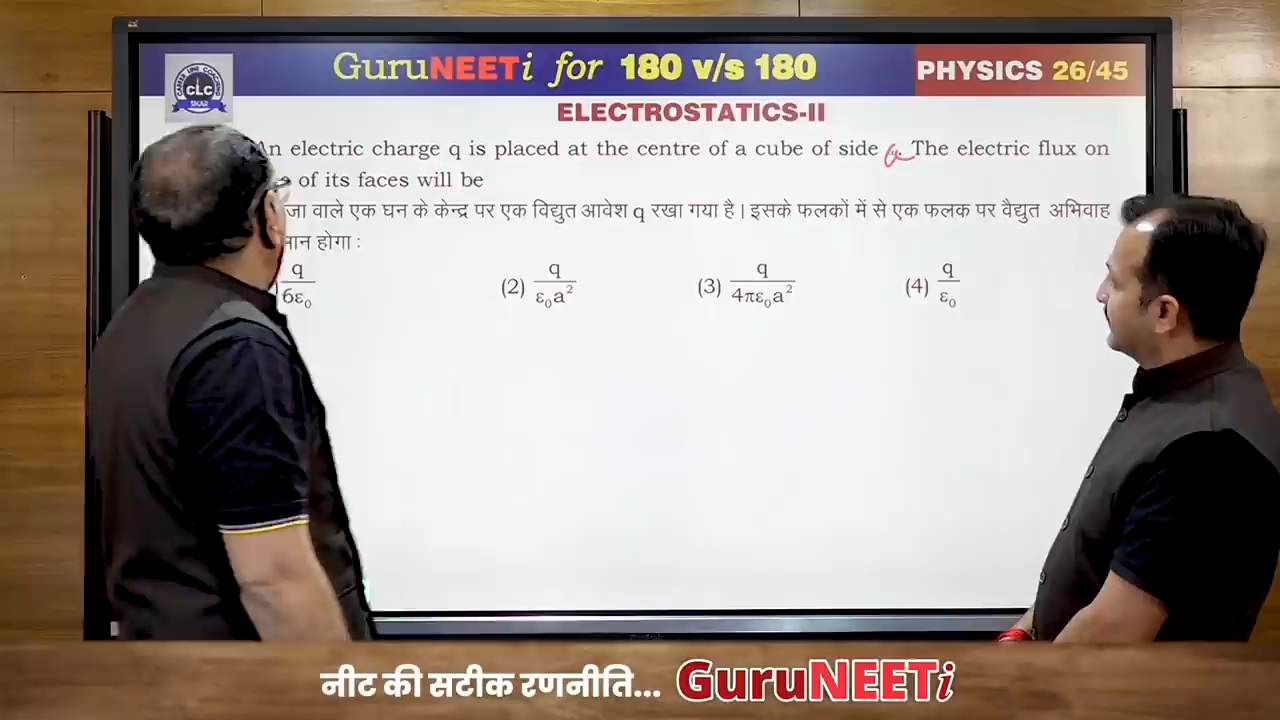 GuruNEETi for 180 v/s 180
PHYSICS 26/45
CLC
SIKAR
ELECTROSTATICS-II
An electric charge q is placed at the centre of a cube of side a. The electric flux on
of its faces will be
वाले एक घन के केन्द्र पर एक विद्युत आवेश q रखा गया है। इसके फलकों में से एक फलक पर वैद्युत अभिवाह
मान होगा :
q/6ε₀ (2) q/ε₀a² (3) q/4πε₀a² (4) q/ε₀
नीट की सटीक रणनीति... GuruNEETi